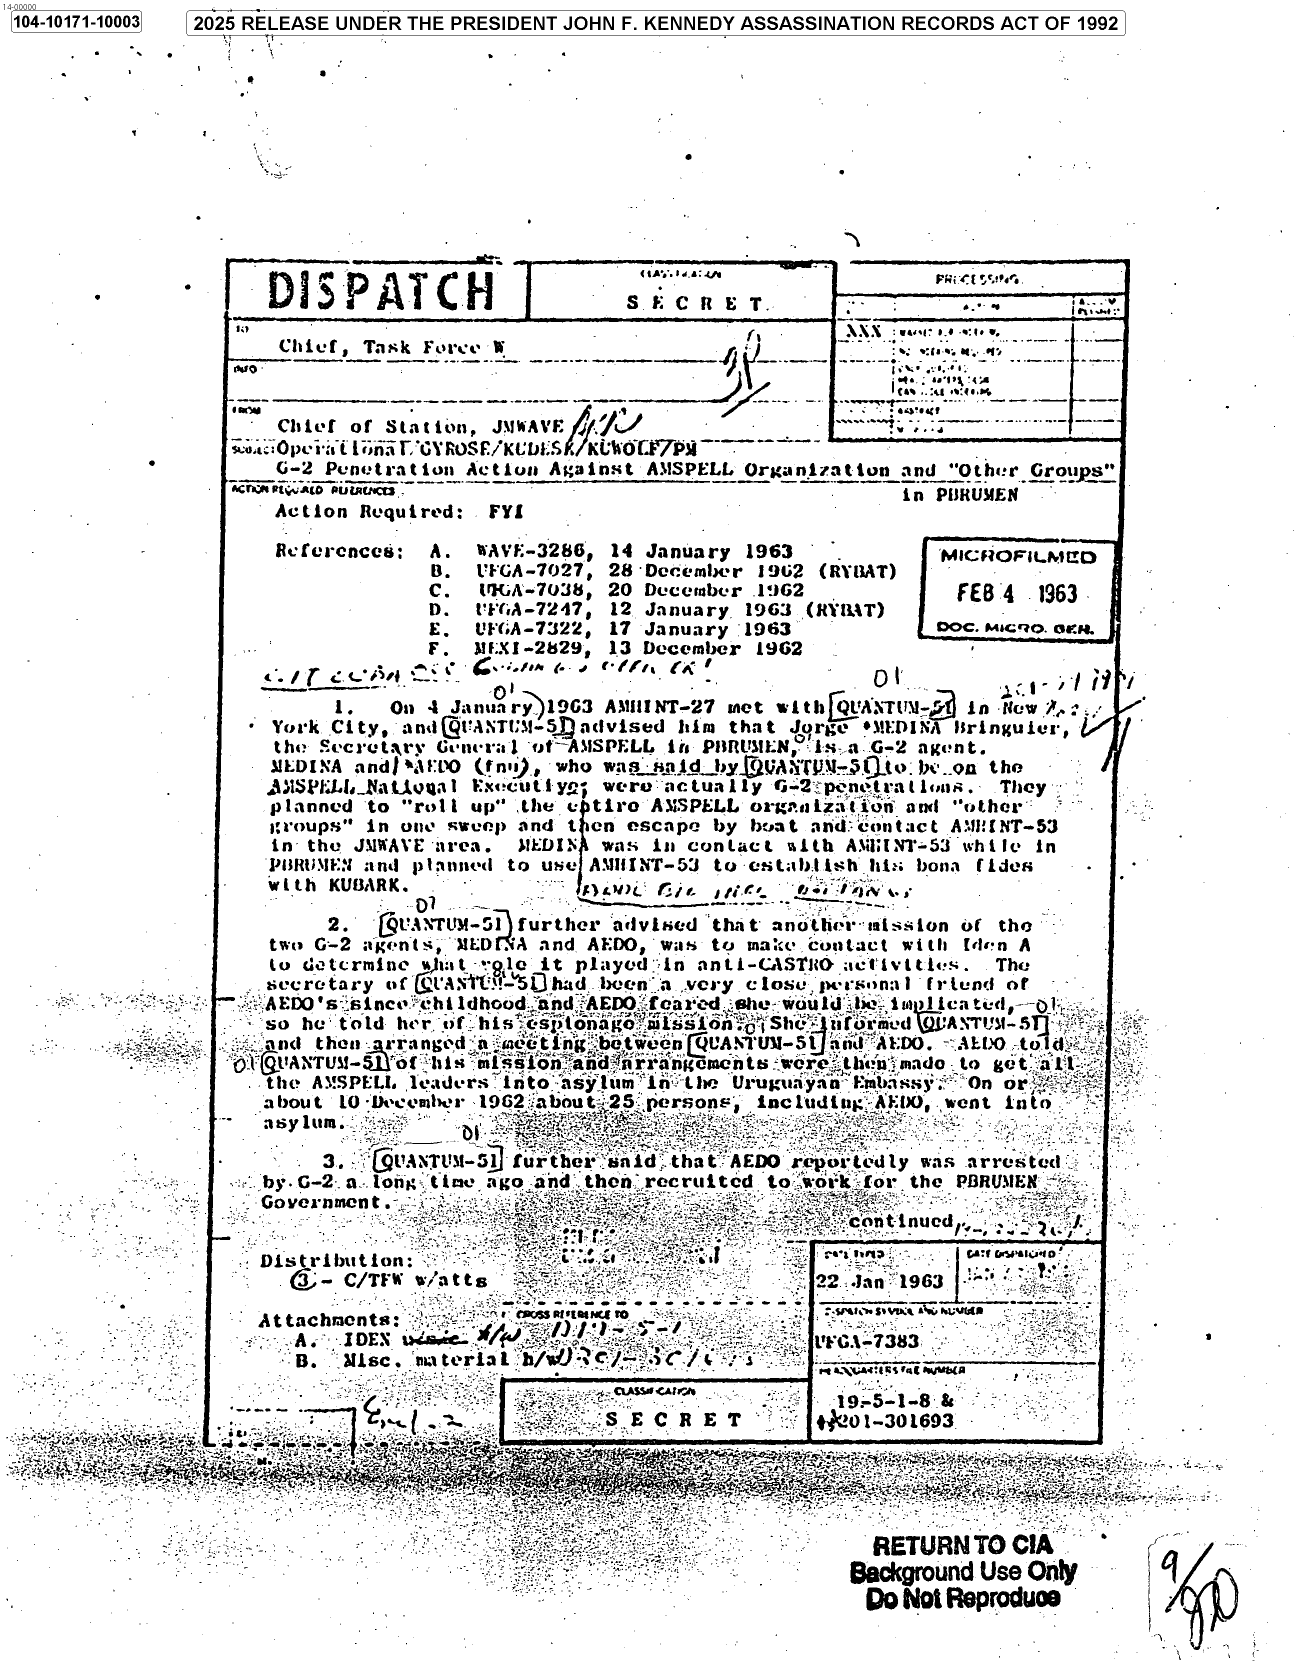 14-00000
104-10171-10003
2025 RELEASE UNDER THE PRESIDENT JOHN F. KENNEDY ASSASSINATION RECORDS ACT OF 1992
DISPATCH
CLASSIFICATION
SECRET
PROCESSING
TO
Chief, Task Force W
XXX
INFO
FROM
Chief of Station, JMWAVE
SUBJECT: Operational/GYROSE/KUDESK/KUWOLF/PM
G-2 Penetration Action Against AMSPELL Organization and "Other Groups"
in PBRUMEN
ACTION REQUIRED REFERENCES
Action Required: FYI
References: A. WAVE-3286, 14 January 1963
B. UFGA-7027, 28 December 1962 (RYBAT)
C. UFGA-7038, 20 December 1962
D. UFGA-7247, 12 January 1963 (RYBAT)
E. UFGA-7322, 17 January 1963
F. MEXI-2829, 13 December 1962
MICROFILMED
FEB 4 1963
DOC. MICRO. SER.
01
01
1. On 4 January 1963 AMHINT-27 met with QUANTUM-51 in New
York City, and QUANTUM-51 advised him that Jorge *MEDINA Bringuier,
the Secretary General of AMSPELL in PBRUMEN, is a G-2 agent.
MEDINA and *AEDO (fnu), who was said by QUANTUM-51 to be on the
AMSPELL National Executive; were actually G-2 penetrations. They
planned to "roll up" the entire AMSPELL organization and "other
groups" in one sweep and then escape by boat and contact AMHINT-53
in the JMWAVE area. MEDINA was in contact with AMHINT-53 while in
PBRUMEN and planned to use AMHINT-53 to establish his bona fides
with KUBARK.
07
2. QUANTUM-51 further advised that another mission of the
two G-2 agents, MEDINA and AEDO, was to make contact with Iden A
to determine what role it played in anti-CASTRO activities. The
secretary of QUANTUM-51 had been a very close personal friend of
AEDO's since childhood and AEDO feared she would be implicated,
so he told her of his espionage mission. She informed QUANTUM-51
and then arranged a meeting between QUANTUM-51 and AEDO. AEDO told
01 QUANTUM-51 of his mission and arrangements were then made to get all
the AMSPELL leaders into asylum in the Uruguayan Embassy. On or
about 10 December 1962 about 25 persons, including AEDO, went into
asylum.
01
3. QUANTUM-51 further said that AEDO reportedly was arrested
by G-2 a long time ago and then recruited to work for the PBRUMEN
Government.
continued
Distribution:
3 - C/TFW w/atts
DATE TYPED
22 Jan 1963
DATE DISPATCHED
Attachments:
A. IDEN
B. Misc. material h/w
CROSS REFERENCE TO
DISPATCH SYMBOL AND NUMBER
UFGA-7383
HEADQUARTERS FILE NUMBER
19-5-1-8 &
201-301693
CLASSIFICATION
SECRET
RETURN TO CIA
Background Use Only
Do Not Reproduce
9/20